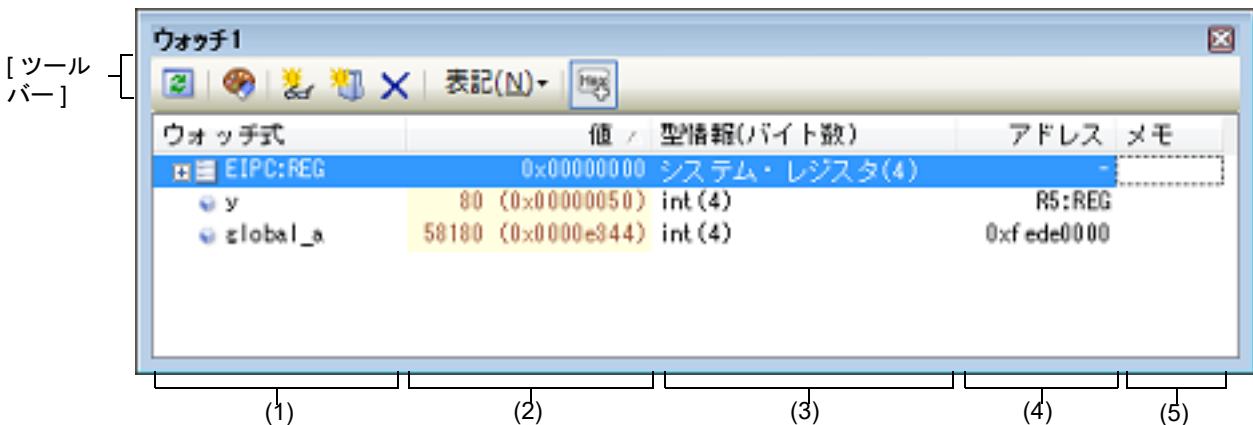 ウォッチ1
[ ツール
バー ]
表記(N)
Hex
ウォッチ式 値 型情報(バイト数) アドレス メモ
EIPC:REG 0x00000000 システム・レジスタ(4) -
y 80 (0x00000050) int(4) R5:REG
global_a 58180 (0x0000e344) int(4) 0xfede0000
(1) (2) (3) (4) (5)